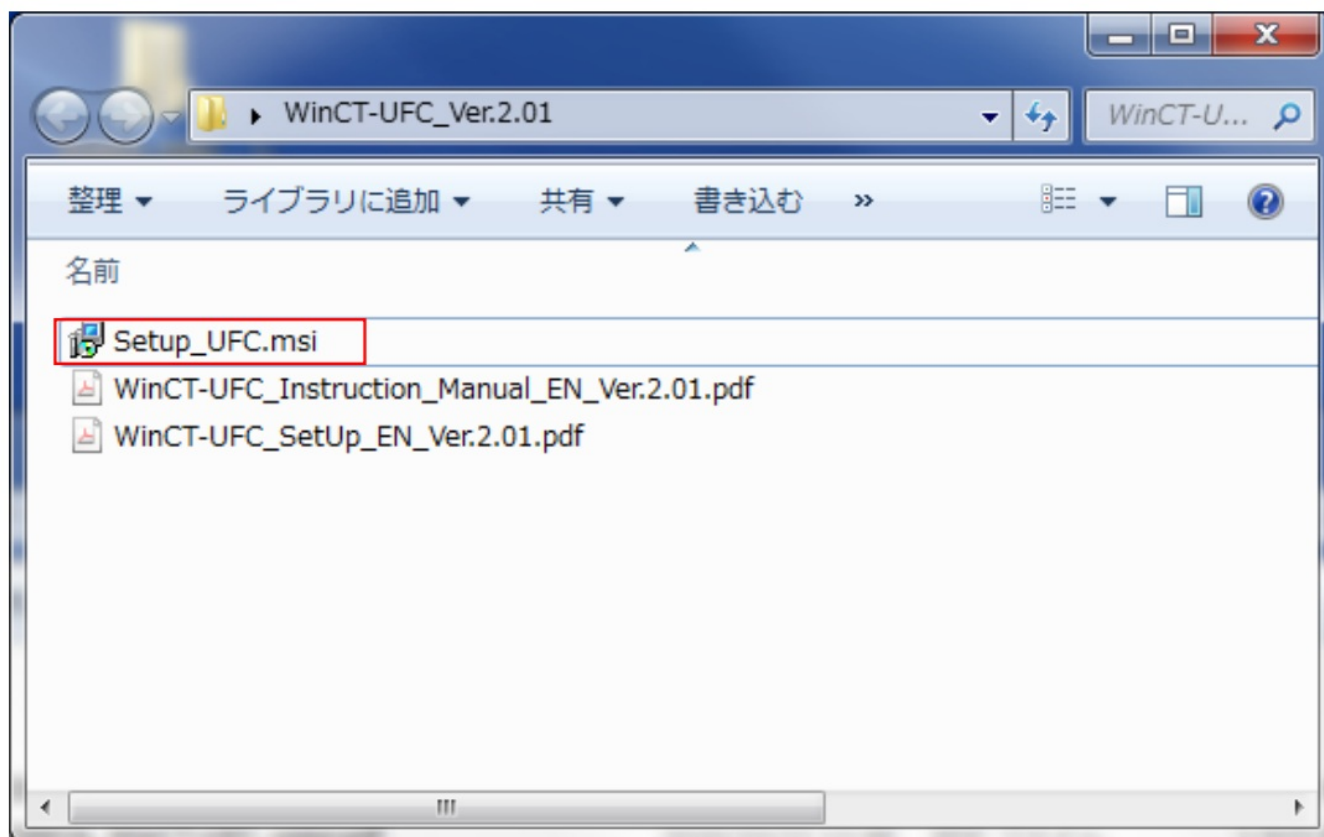 WinCT-UFC_Ver.2.01
WinCT-U...
整理 ライブラリに追加 共有 書き込む »
名前
Setup_UFC.msi
WinCT-UFC_Instruction_Manual_EN_Ver.2.01.pdf
WinCT-UFC_SetUp_EN_Ver.2.01.pdf